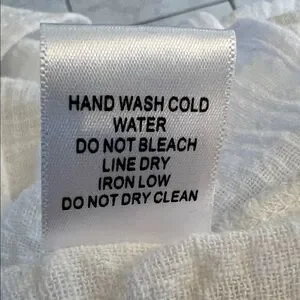 HAND WASH COLD
WATER
DO NOT BLEACH
LINE DRY
IRON LOW
DO NOT DRY CLEAN